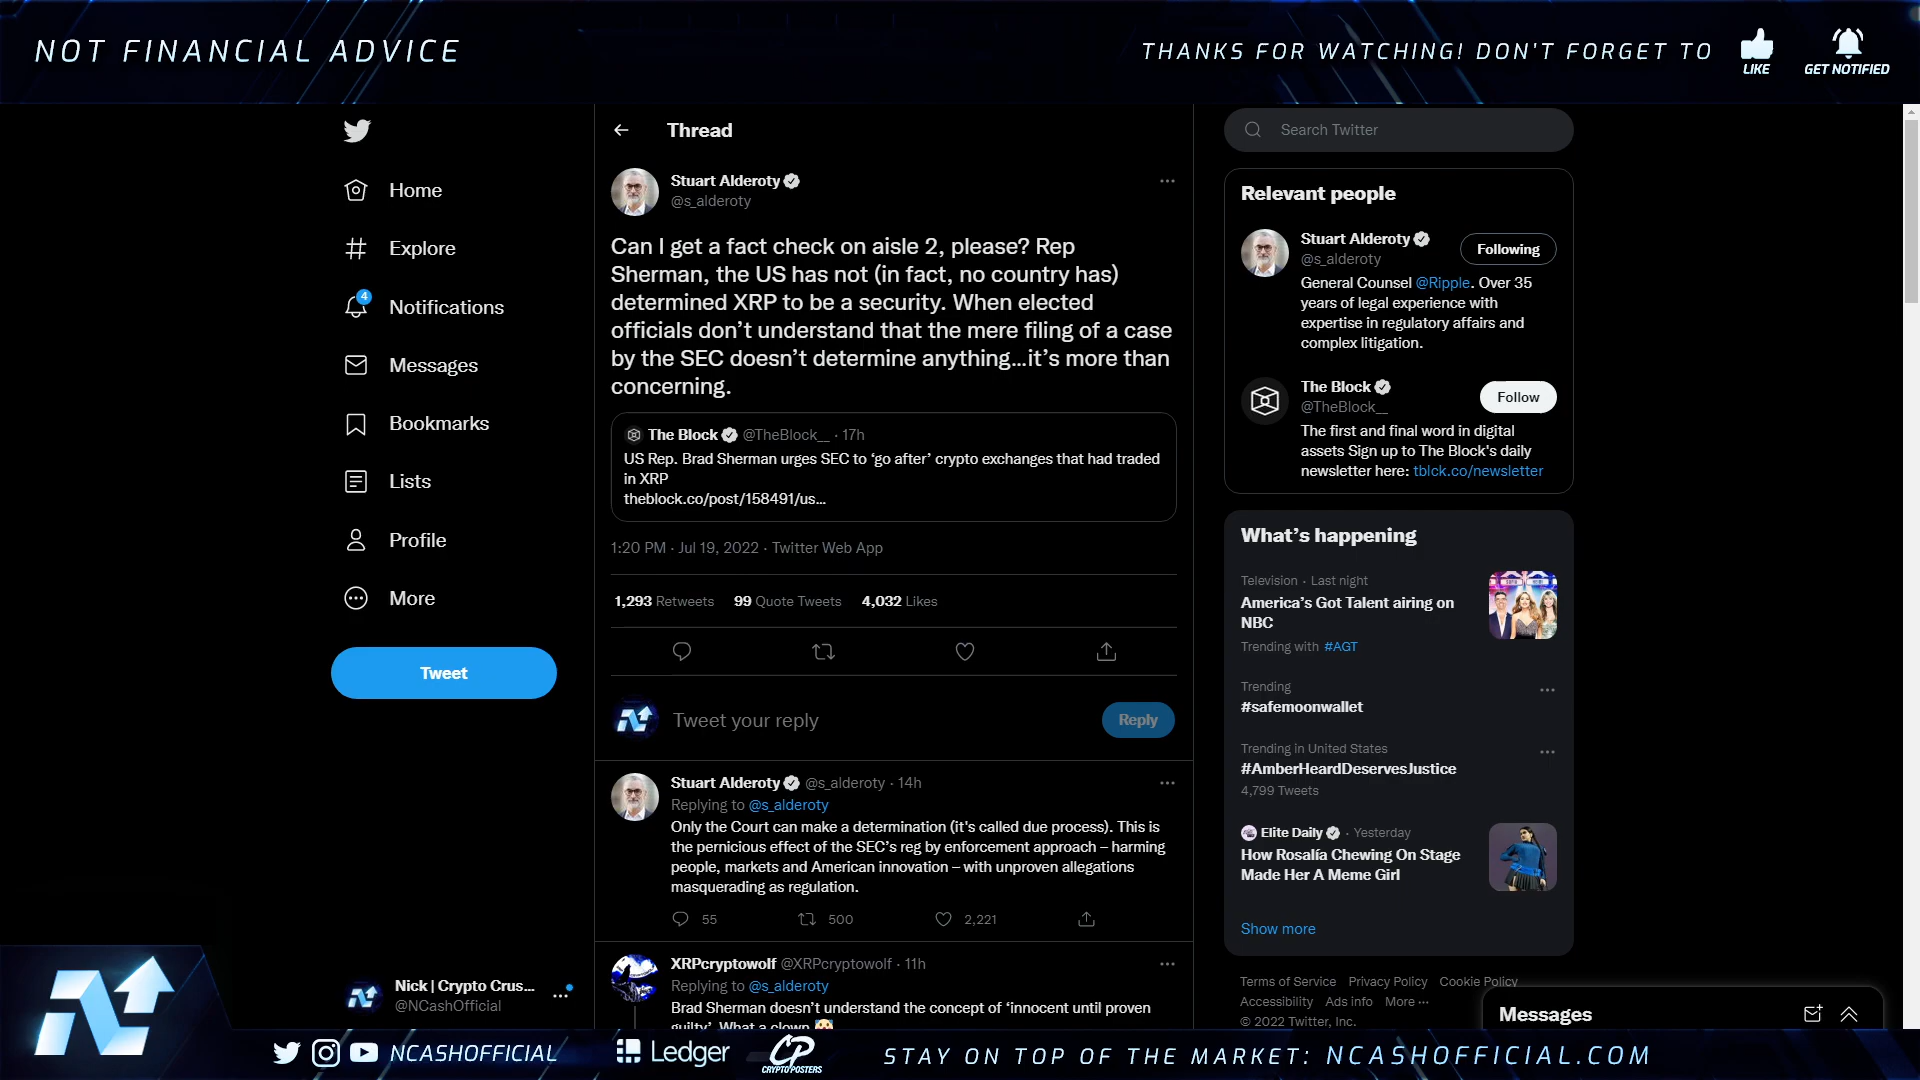 NOT FINANCIAL ADVICE
THANKS FOR WATCHING! DON'T FORGET TO
LIKE
GET NOTIFIED
Home
Explore
4
Notifications
Messages
Bookmarks
Lists
Profile
More
Tweet
Nick | Crypto Crus...
@NCashOfficial
Thread
Stuart Alderoty
@s_alderoty
Can I get a fact check on aisle 2, please? Rep
Sherman, the US has not (in fact, no country has)
determined XRP to be a security. When elected
officials don’t understand that the mere filing of a case
by the SEC doesn’t determine anything...it’s more than
concerning.
The Block @TheBlock__ · 17h
US Rep. Brad Sherman urges SEC to ‘go after’ crypto exchanges that had traded
in XRP
theblock.co/post/158491/us...
1:20 PM · Jul 19, 2022 · Twitter Web App
1,293 Retweets 99 Quote Tweets 4,032 Likes
Tweet your reply
Reply
Stuart Alderoty @s_alderoty · 14h
Replying to @s_alderoty
Only the Court can make a determination (it's called due process). This is
the pernicious effect of the SEC’s reg by enforcement approach – harming
people, markets and American innovation – with unproven allegations
masquerading as regulation.
55 500 2,221
XRPcryptowolf @XRPcryptowolf · 11h
Replying to @s_alderoty
Brad Sherman doesn’t understand the concept of ‘innocent until proven
guilty’. What a clown 🤡
Search Twitter
Relevant people
Stuart Alderoty
@s_alderoty
Following
General Counsel @Ripple. Over 35
years of legal experience with
expertise in regulatory affairs and
complex litigation.
The Block
@TheBlock__
Follow
The first and final word in digital
assets Sign up to The Block's daily
newsletter here: tblck.co/newsletter
What’s happening
Television · Last night
America’s Got Talent airing on
NBC
Trending with #AGT
Trending
#safemoonwallet
Trending in United States
#AmberHeardDeservesJustice
4,799 Tweets
Elite Daily · Yesterday
How Rosalía Chewing On Stage
Made Her A Meme Girl
Show more
Terms of Service Privacy Policy Cookie Policy
Accessibility Ads info More ···
© 2022 Twitter, Inc.
Messages
NCASHOFFICIAL
Ledger
CP
CRYPTO POSTERS
STAY ON TOP OF THE MARKET: NCASHOFFICIAL.COM